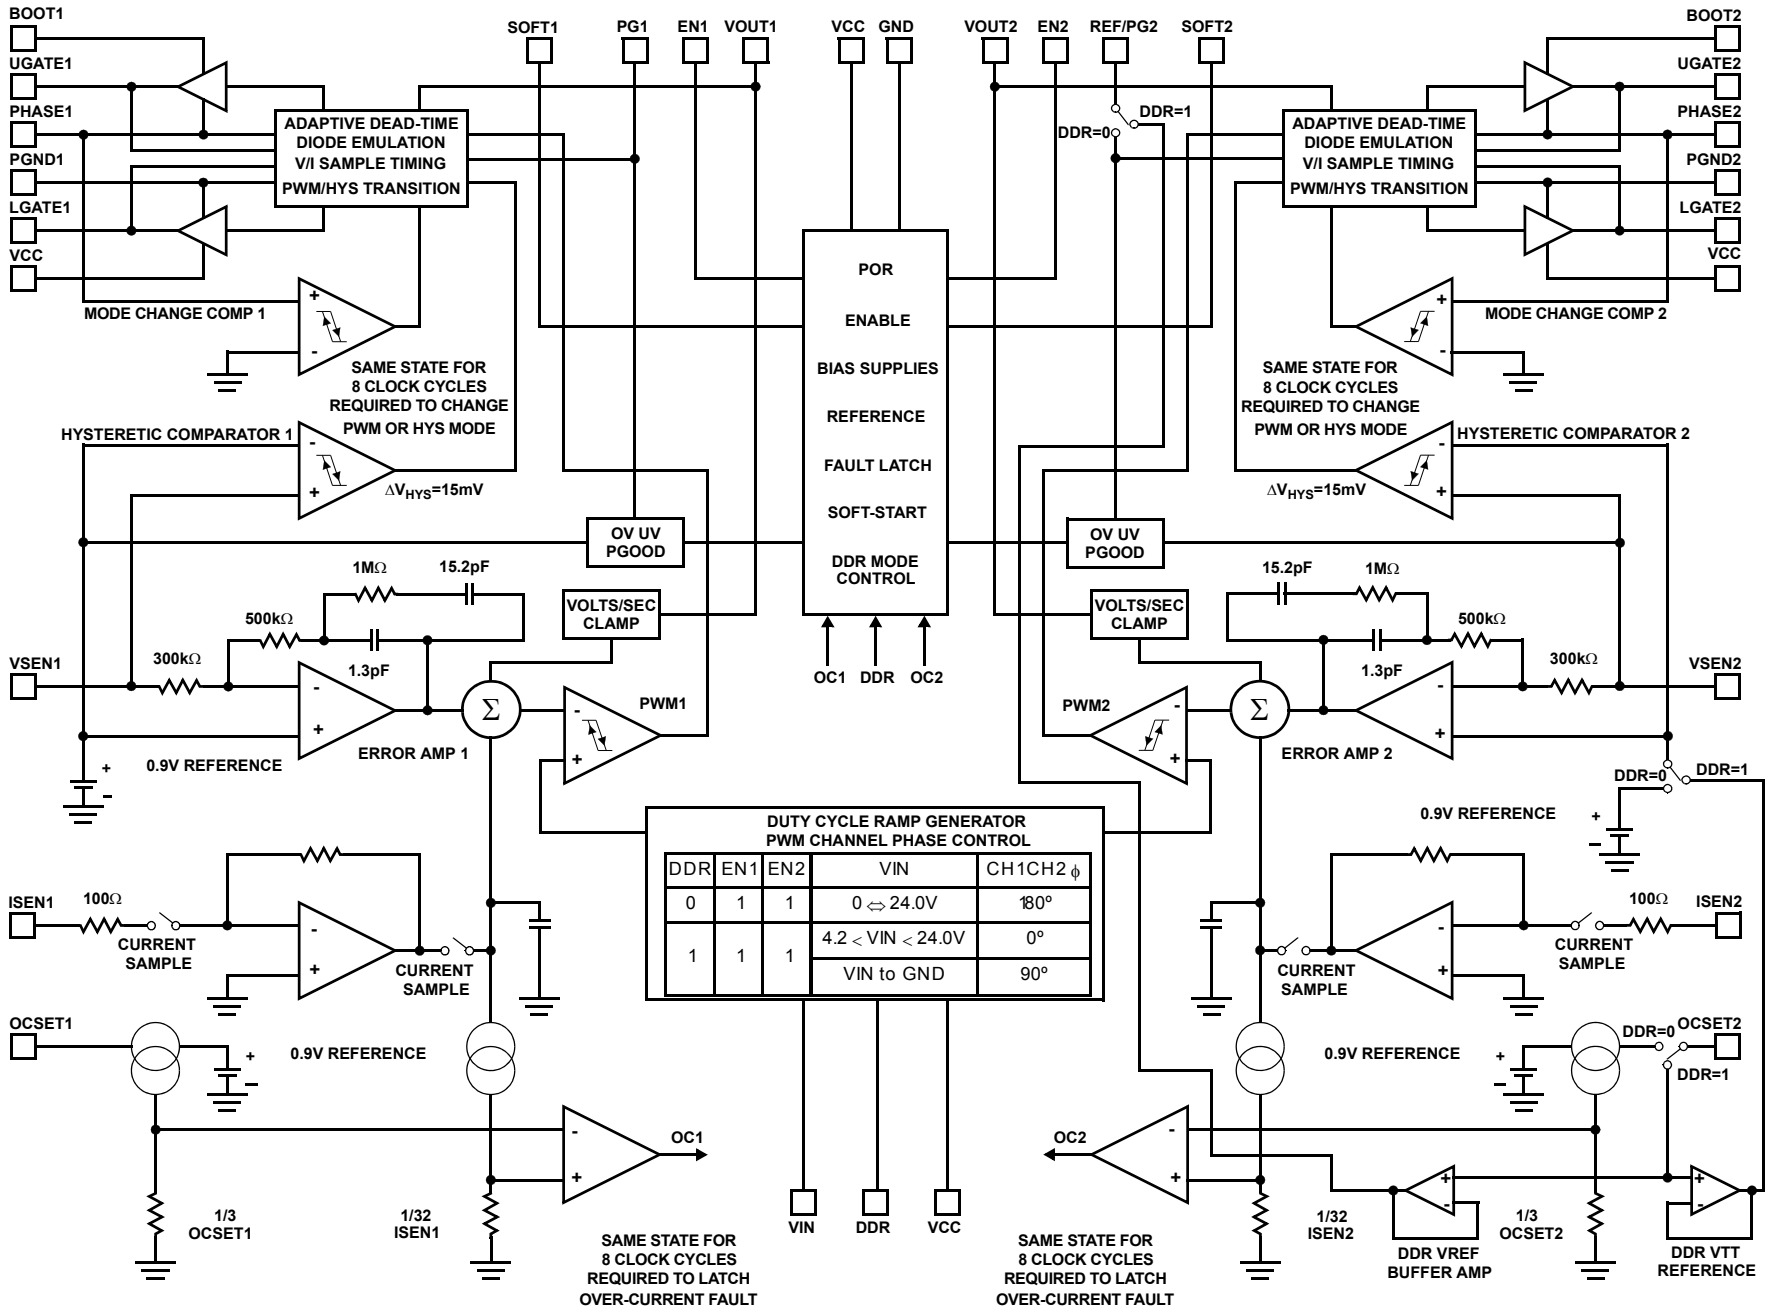 BOOT1
UGATE1
PHASE1
PGND1
LGATE1
VCC
SOFT1
PG1
EN1
VOUT1
VCC
GND
VOUT2
EN2
REF/PG2
SOFT2
BOOT2
UGATE2
PHASE2
PGND2
LGATE2
VCC
ADAPTIVE DEAD-TIME
DIODE EMULATION
V/I SAMPLE TIMING
PWM/HYS TRANSITION
DDR=1
DDR=0
ADAPTIVE DEAD-TIME
DIODE EMULATION
V/I SAMPLE TIMING
PWM/HYS TRANSITION
+
-
MODE CHANGE COMP 1
SAME STATE FOR
8 CLOCK CYCLES
REQUIRED TO CHANGE
PWM OR HYS MODE
HYSTERETIC COMPARATOR 1
-
+
ΔVHYS=15mV
POR
ENABLE
BIAS SUPPLIES
REFERENCE
FAULT LATCH
SOFT-START
DDR MODE
CONTROL
OC1
DDR
OC2
+
-
MODE CHANGE COMP 2
SAME STATE FOR
8 CLOCK CYCLES
REQUIRED TO CHANGE
PWM OR HYS MODE
-
+
HYSTERETIC COMPARATOR 2
ΔVHYS=15mV
OV UV
PGOOD
OV UV
PGOOD
1MΩ
15.2pF
500kΩ
300kΩ
1.3pF
VSEN1
VOLTS/SEC
CLAMP
-
+
Σ
-
+
PWM1
ERROR AMP 1
0.9V REFERENCE
+
-
15.2pF
1MΩ
500kΩ
300kΩ
1.3pF
VSEN2
VOLTS/SEC
CLAMP
PWM2
-
+
Σ
-
+
ERROR AMP 2
DDR=0
DDR=1
0.9V REFERENCE
+
-
DUTY CYCLE RAMP GENERATOR
PWM CHANNEL PHASE CONTROL
DDR EN1 EN2 VIN CH1CH2 ϕ
0 1 1 0 ⇔ 24.0V 180º
1 1 1 4.2 < VIN < 24.0V 0º
VIN to GND 90º
ISEN1
100Ω
CURRENT
SAMPLE
-
+
CURRENT
SAMPLE
ISEN2
100Ω
CURRENT
SAMPLE
-
+
CURRENT
SAMPLE
OCSET1
+
-
0.9V REFERENCE
0.9V REFERENCE
+
-
DDR=0
OCSET2
DDR=1
-
+
OC1
1/3
OCSET1
1/32
ISEN1
SAME STATE FOR
8 CLOCK CYCLES
REQUIRED TO LATCH
OVER-CURRENT FAULT
VIN
DDR
VCC
OC2
-
+
SAME STATE FOR
8 CLOCK CYCLES
REQUIRED TO LATCH
OVER-CURRENT FAULT
1/32
ISEN2
+
-
DDR VREF
BUFFER AMP
1/3
OCSET2
+
-
DDR VTT
REFERENCE